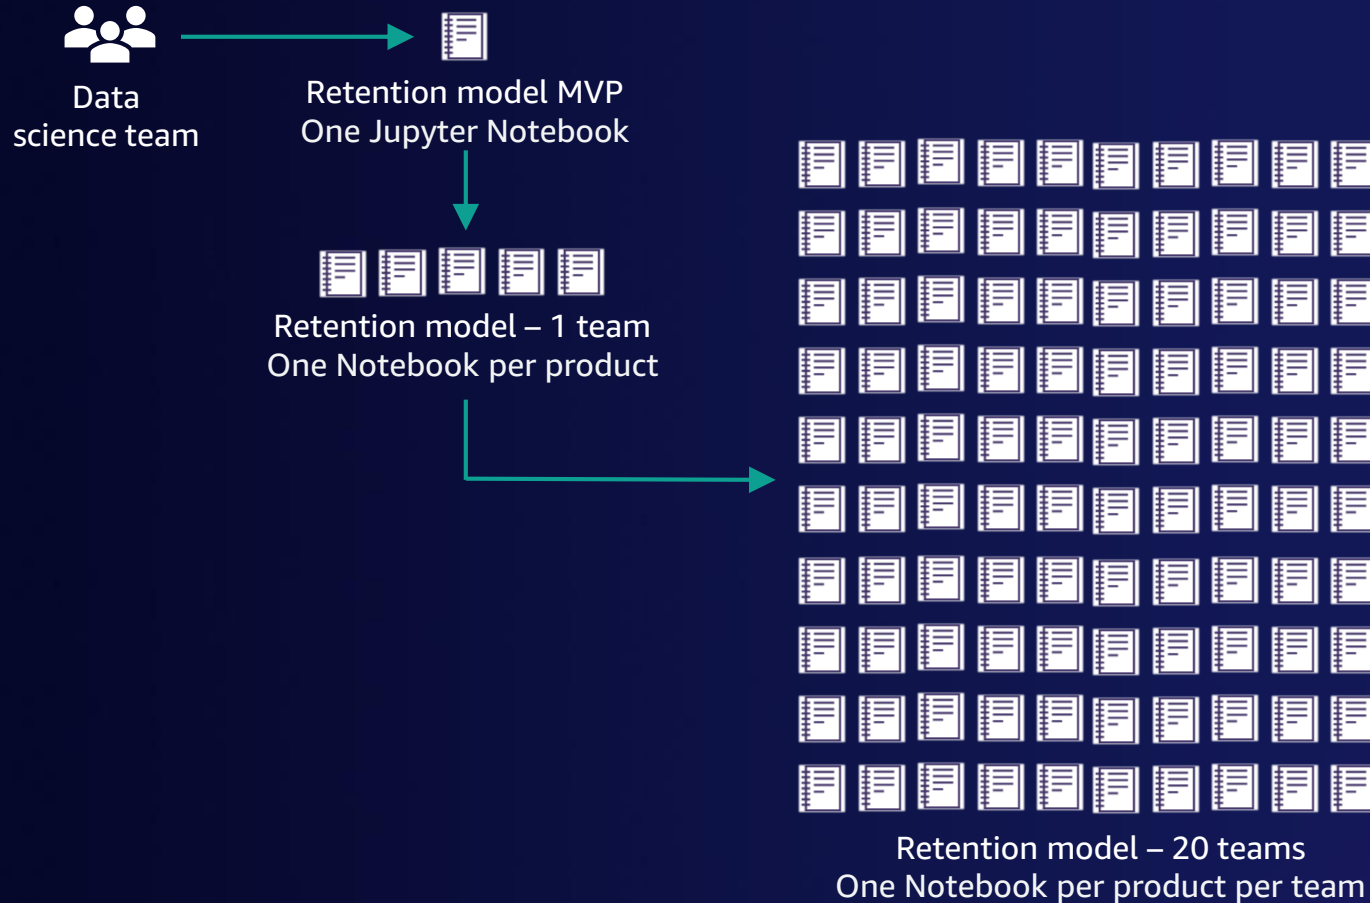 Data
science team
Retention model MVP
One Jupyter Notebook
Retention model – 1 team
One Notebook per product
Retention model – 20 teams
One Notebook per product per team